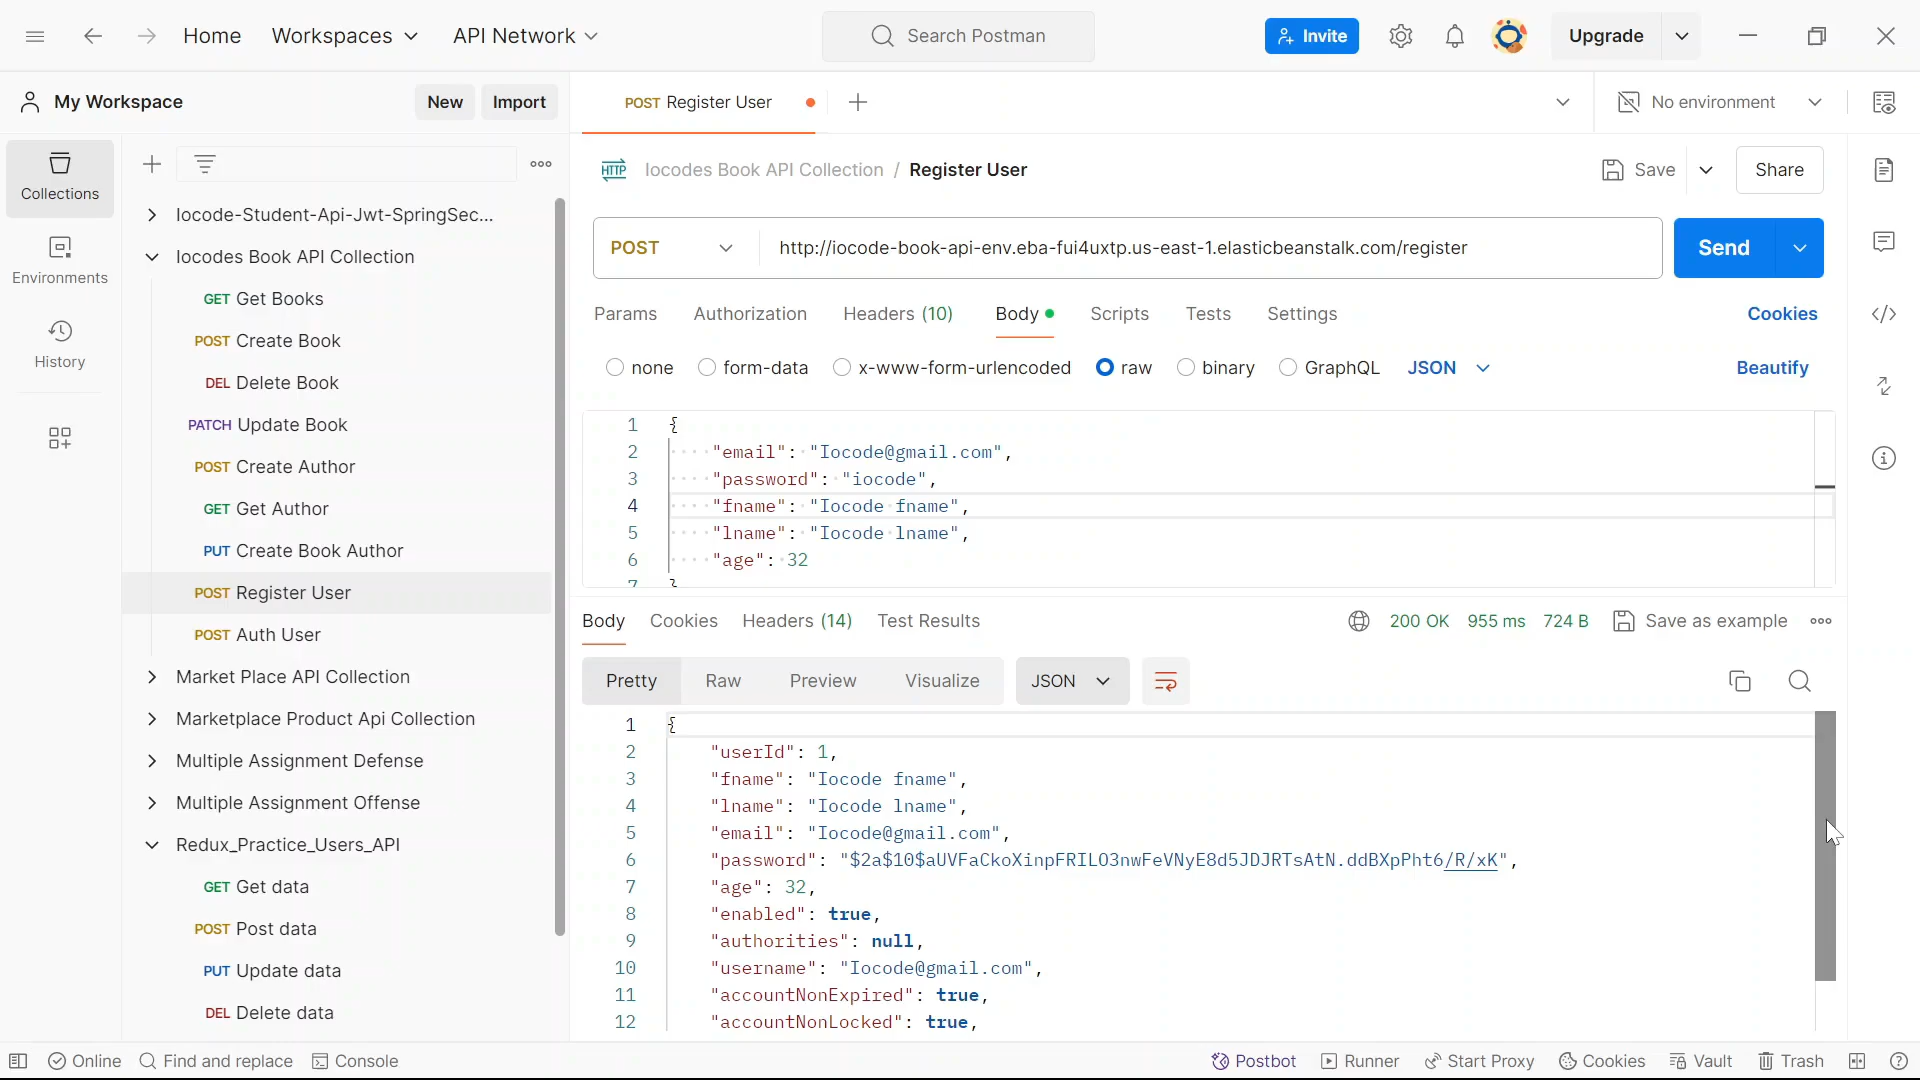 Home Workspaces API Network Search Postman Invite Upgrade
My Workspace New Import POST Register User No environment
Collections
Environments
History
Iocode-Student-Api-Jwt-SpringSec...
Iocodes Book API Collection
GET Get Books
POST Create Book
DEL Delete Book
PATCH Update Book
POST Create Author
GET Get Author
PUT Create Book Author
POST Register User
POST Auth User
Market Place API Collection
Marketplace Product Api Collection
Multiple Assignment Defense
Multiple Assignment Offense
Redux_Practice_Users_API
GET Get data
POST Post data
PUT Update data
DEL Delete data
HTTP Iocodes Book API Collection / Register User Save Share
POST http://iocode-book-api-env.eba-fui4uxtp.us-east-1.elasticbeanstalk.com/register Send
Params Authorization Headers (10) Body Scripts Tests Settings Cookies
none form-data x-www-form-urlencoded raw binary GraphQL JSON Beautify
1 {
2 "email": "Iocode@gmail.com",
3 "password": "iocode",
4 "fname": "Iocode fname",
5 "lname": "Iocode lname",
6 "age": 32
7 }
Body Cookies Headers (14) Test Results 200 OK 955 ms 724 B Save as example
Pretty Raw Preview Visualize JSON
1 {
2 "userId": 1,
3 "fname": "Iocode fname",
4 "lname": "Iocode lname",
5 "email": "Iocode@gmail.com",
6 "password": "$2a$10$aUVFaCkoXinpFRILO3nwFeVNyE8d5JDJRTsAtN.ddBXpPht6/R/xK",
7 "age": 32,
8 "enabled": true,
9 "authorities": null,
10 "username": "Iocode@gmail.com",
11 "accountNonExpired": true,
12 "accountNonLocked": true,
Online Find and replace Console Postbot Runner Start Proxy Cookies Vault Trash